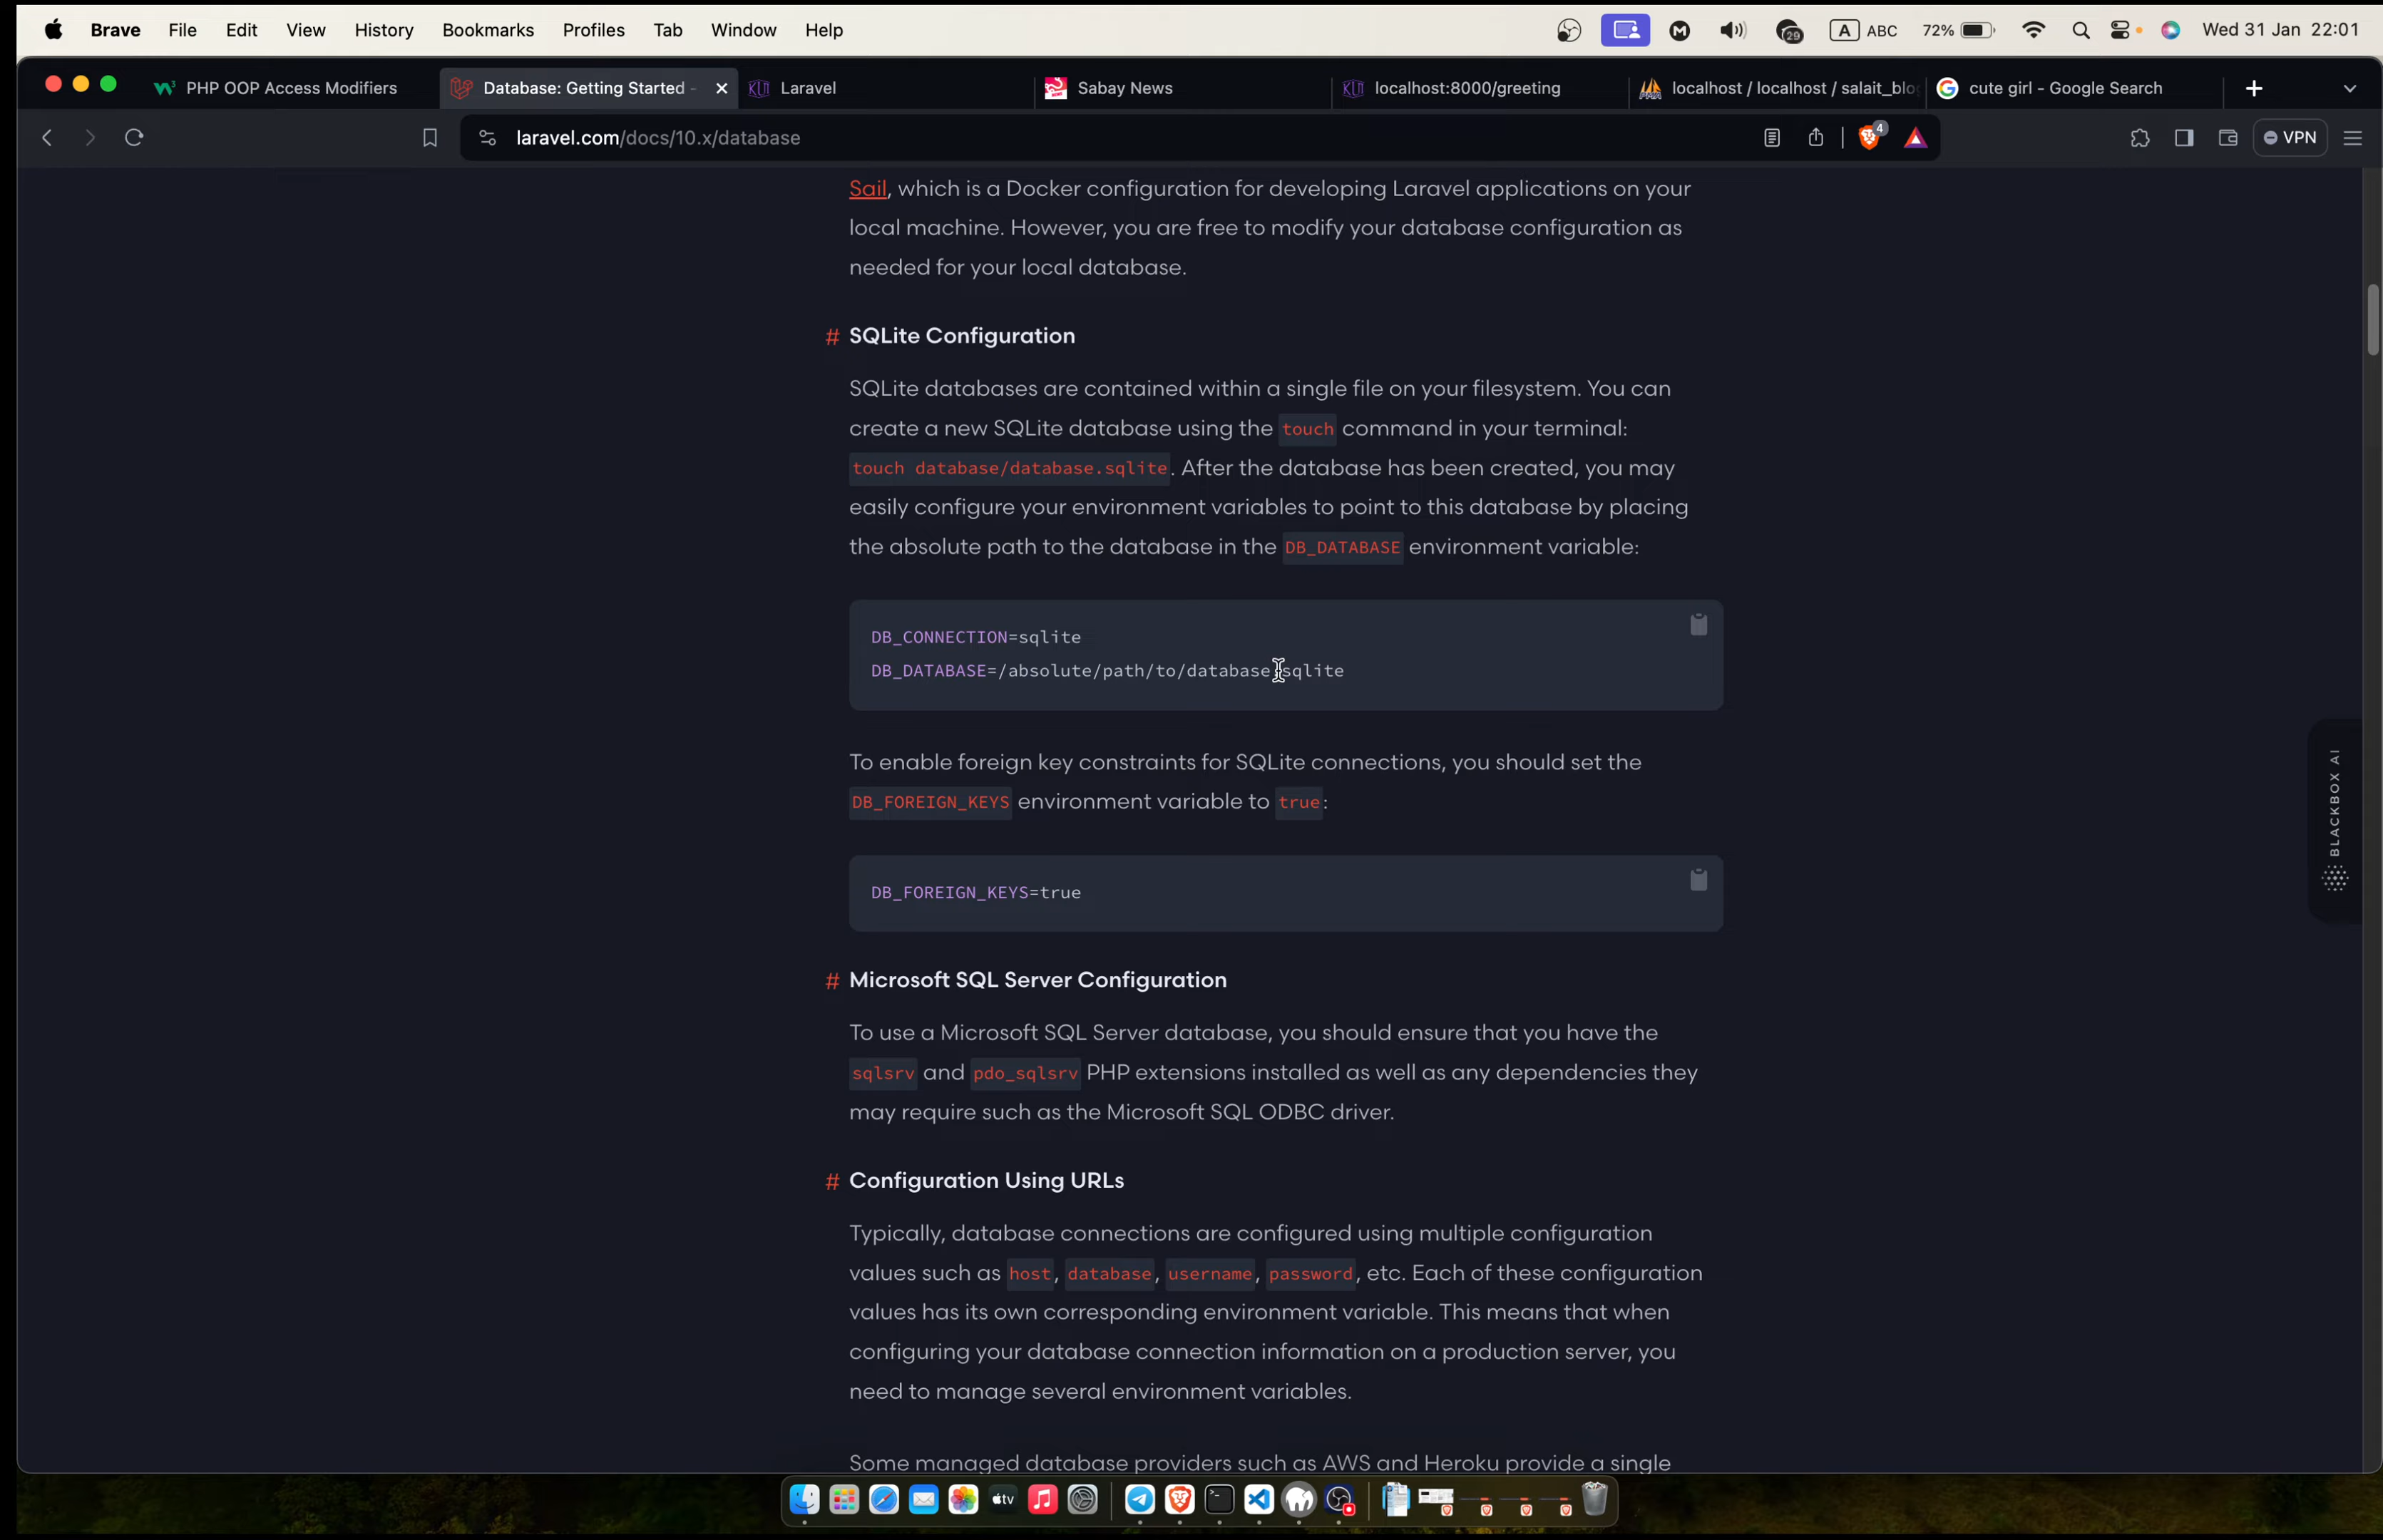 Brave File Edit View History Bookmarks Profiles Tab Window Help 29 A ABC 72% Wed 31 Jan 22:01
PHP OOP Access Modifiers Database: Getting Started - Laravel Sabay News localhost:8000/greeting localhost / localhost / salait_blo cute girl - Google Search
laravel.com/docs/10.x/database 4 VPN
Sail, which is a Docker configuration for developing Laravel applications on your
local machine. However, you are free to modify your database configuration as
needed for your local database.
# SQLite Configuration
SQLite databases are contained within a single file on your filesystem. You can
create a new SQLite database using the touch command in your terminal:
touch database/database.sqlite. After the database has been created, you may
easily configure your environment variables to point to this database by placing
the absolute path to the database in the DB_DATABASE environment variable:
DB_CONNECTION=sqlite
DB_DATABASE=/absolute/path/to/database.sqlite
To enable foreign key constraints for SQLite connections, you should set the
DB_FOREIGN_KEYS environment variable to true:
DB_FOREIGN_KEYS=true
# Microsoft SQL Server Configuration
To use a Microsoft SQL Server database, you should ensure that you have the
sqlsrv and pdo_sqlsrv PHP extensions installed as well as any dependencies they
may require such as the Microsoft SQL ODBC driver.
# Configuration Using URLs
Typically, database connections are configured using multiple configuration
values such as host, database, username, password, etc. Each of these configuration
values has its own corresponding environment variable. This means that when
configuring your database connection information on a production server, you
need to manage several environment variables.
Some managed database providers such as AWS and Heroku provide a single
BLACKBOX AI
tv